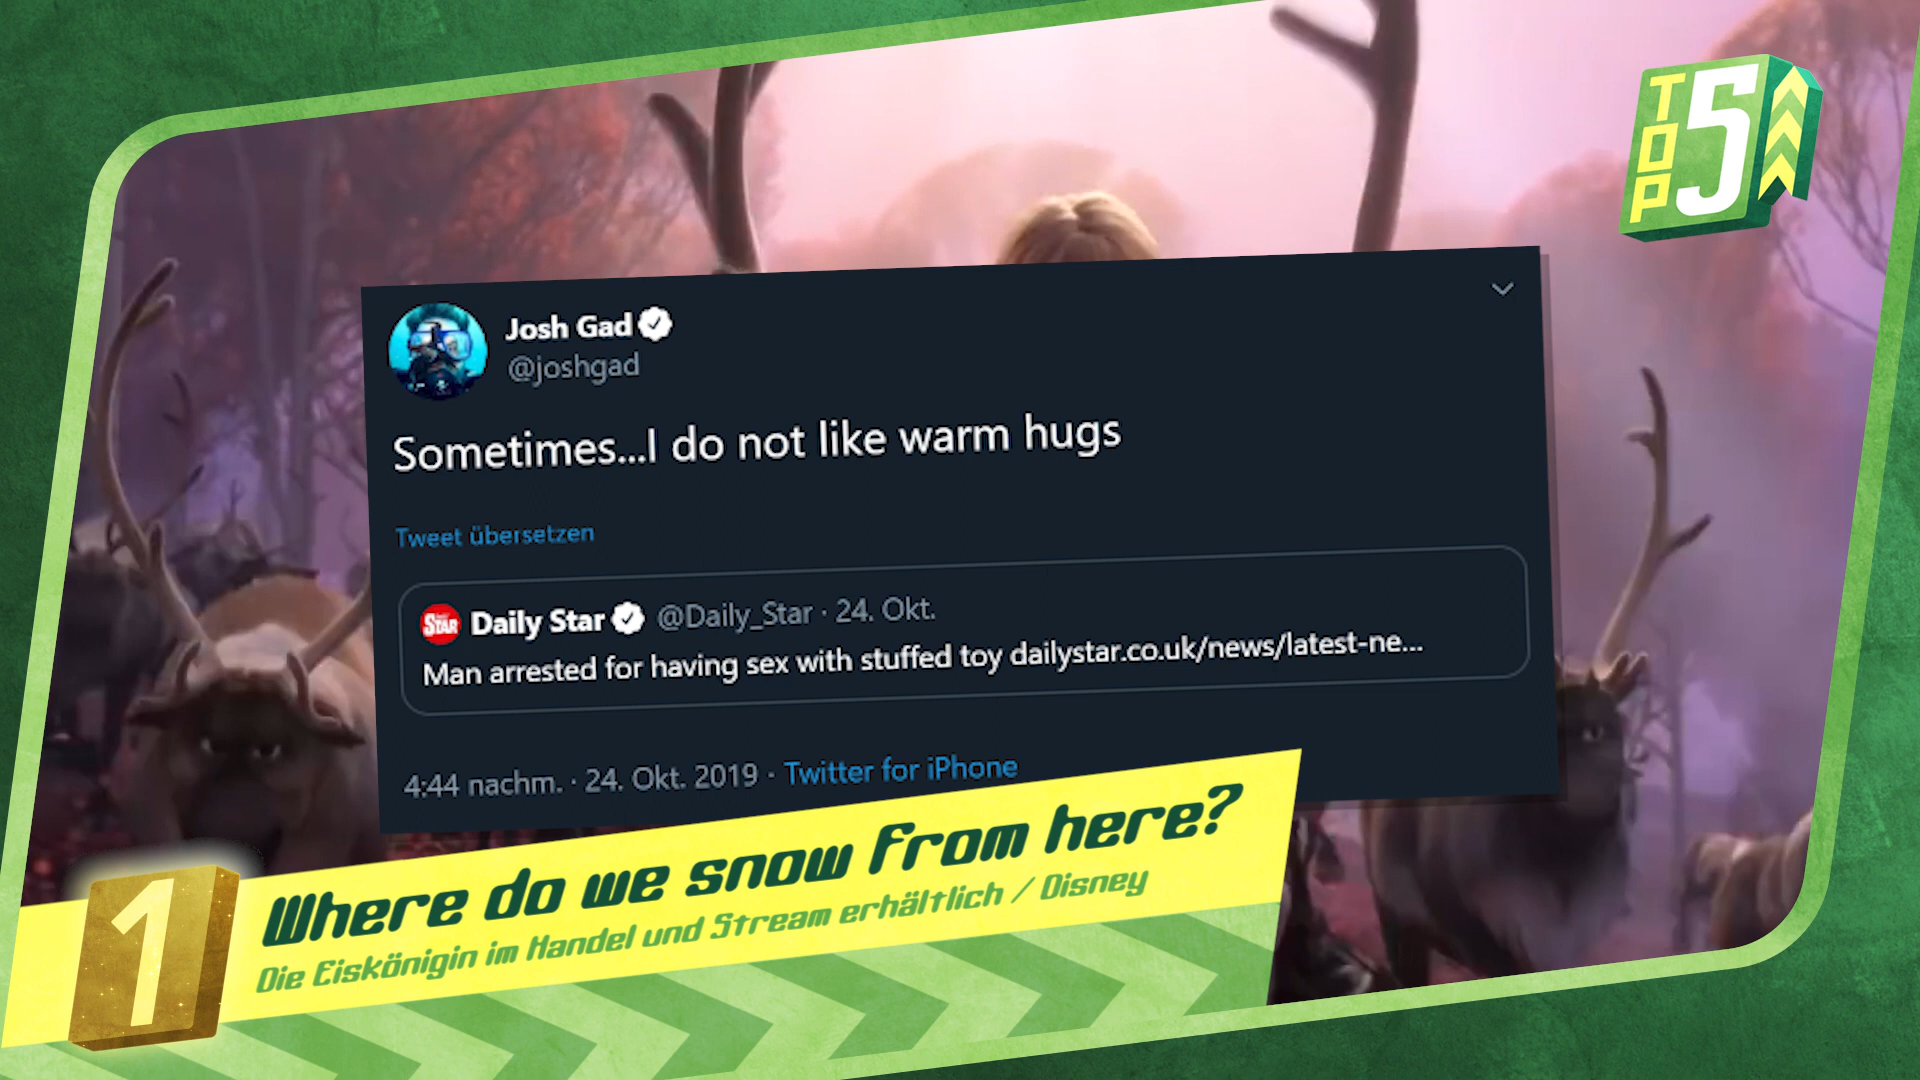 TOP
5
Josh Gad
@joshgad
Sometimes...I do not like warm hugs
Tweet übersetzen
STAR
Daily Star @Daily_Star · 24. Okt.
Man arrested for having sex with stuffed toy dailystar.co.uk/news/latest-ne...
4:44 nachm. · 24. Okt. 2019 · Twitter for iPhone
1
Where do we snow from here?
Die Eiskönigin im Handel und Stream erhältlich / Disney